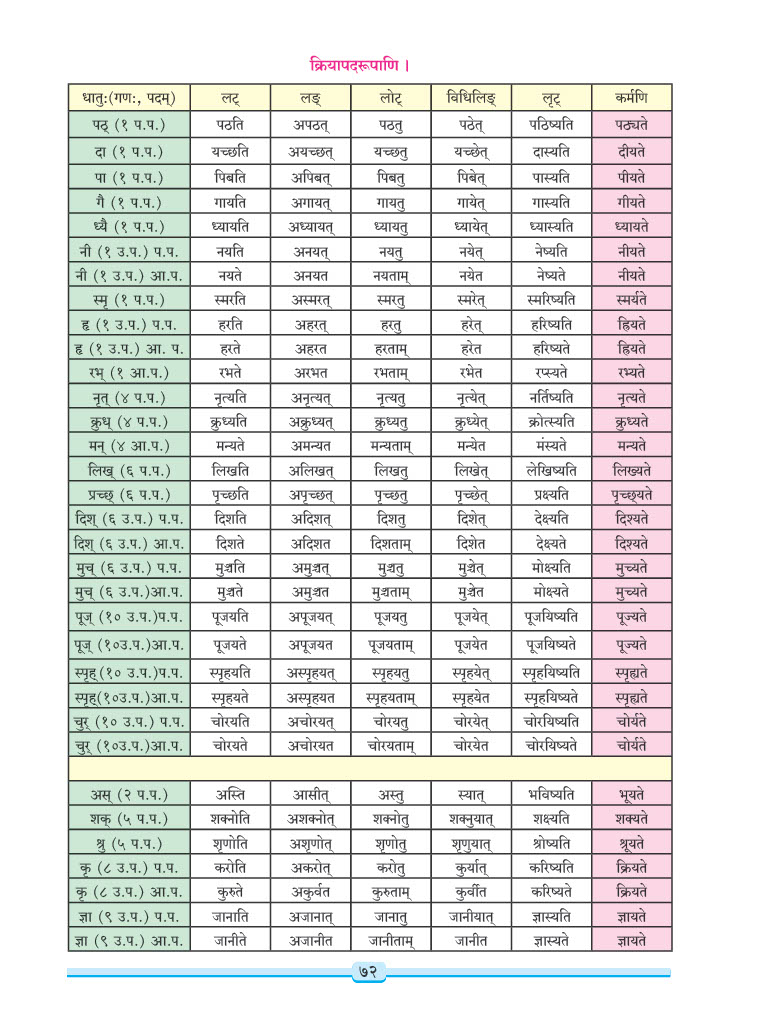 क्रियापदरूपाणि ।
धातुः(गणः, पदम्) लट् लङ् लोट् विधिलिङ् लृट् कर्मणि
पठ् (१ प.प.) पठति अपठत् पठतु पठेत् पठिष्यति पठ्यते
दा (१ प.प.) यच्छति अयच्छत् यच्छतु यच्छेत् दास्यति दीयते
पा (१ प.प.) पिबति अपिबत् पिबतु पिबेत् पास्यति पीयते
गै (१ प.प.) गायति अगायत् गायतु गायेत् गास्यति गीयते
ध्यै (१ प.प.) ध्यायति अध्यायत् ध्यायतु ध्यायेत् ध्यास्यति ध्यायते
नी (१ उ.प.) प.प. नयति अनयत् नयतु नयेत् नेष्यति नीयते
नी (१ उ.प.) आ.प. नयते अनयत नयताम् नयेत नेष्यते नीयते
स्मृ (१ प.प.) स्मरति अस्मरत् स्मरतु स्मरेत् स्मरिष्यति स्मर्यते
हृ (१ उ.प.) प.प. हरति अहरत् हरतु हरेत् हरिष्यति ह्रियते
हृ (१ उ.प.) आ. प. हरते अहरत हरताम् हरेत हरिष्यते ह्रियते
रभ् (१ आ.प.) रभते अरभत रभताम् रभेत रप्स्यते रभ्यते
नृत् (४ प.प.) नृत्यति अनृत्यत् नृत्यतु नृत्येत् नर्तिष्यति नृत्यते
क्रुध् (४ प.प.) क्रुध्यति अक्रुध्यत् क्रुध्यतु क्रुध्येत् क्रोत्स्यति क्रुध्यते
मन् (४ आ.प.) मन्यते अमन्यत मन्यताम् मन्येत मंस्यते मन्यते
लिख् (६ प.प.) लिखति अलिखत् लिखतु लिखेत् लेखिष्यति लिख्यते
प्रच्छ् (६ प.प.) पृच्छति अपृच्छत् पृच्छतु पृच्छेत् प्रक्ष्यति पृच्छ्यते
दिश् (६ उ.प.) प.प. दिशति अदिशत् दिशतु दिशेत् देक्ष्यति दिश्यते
दिश् (६ उ.प.) आ.प. दिशते अदिशत दिशताम् दिशेत देक्ष्यते दिश्यते
मुच् (६ उ.प.) प.प. मुञ्चति अमुञ्चत् मुञ्चतु मुञ्चेत् मोक्ष्यति मुच्यते
मुच् (६ उ.प.)आ.प. मुञ्चते अमुञ्चत मुञ्चताम् मुञ्चेत मोक्ष्यते मुच्यते
पूज् (१० उ.प.)प.प. पूजयति अपूजयत् पूजयतु पूजयेत् पूजयिष्यति पूज्यते
पूज् (१०उ.प.)आ.प. पूजयते अपूजयत पूजयताम् पूजयेत पूजयिष्यते पूज्यते
स्पृह्(१० उ.प.)प.प. स्पृहयति अस्पृहयत् स्पृहयतु स्पृहयेत् स्पृहयिष्यति स्पृह्यते
स्पृह्(१०उ.प.)आ.प. स्पृहयते अस्पृहयत स्पृहयताम् स्पृहयेत स्पृहयिष्यते स्पृह्यते
चुर् (१० उ.प.) प.प. चोरयति अचोरयत् चोरयतु चोरयेत् चोरयिष्यति चोर्यते
चुर् (१०उ.प.)आ.प. चोरयते अचोरयत चोरयताम् चोरयेत चोरयिष्यते चोर्यते
अस् (२ प.प.) अस्ति आसीत् अस्तु स्यात् भविष्यति भूयते
शक् (५ प.प.) शक्नोति अशक्नोत् शक्नोतु शक्नुयात् शक्ष्यति शक्यते
श्रु (५ प.प.) शृणोति अशृणोत् शृणोतु शृणुयात् श्रोष्यति श्रूयते
कृ (८ उ.प.) प.प. करोति अकरोत् करोतु कुर्यात् करिष्यति क्रियते
कृ (८ उ.प.) आ.प. कुरुते अकुर्वत कुरुताम् कुर्वीत करिष्यते क्रियते
ज्ञा (९ उ.प.) प.प. जानाति अजानात् जानातु जानीयात् ज्ञास्यति ज्ञायते
ज्ञा (९ उ.प.) आ.प. जानीते अजानीत जानीताम् जानीत ज्ञास्यते ज्ञायते
७२